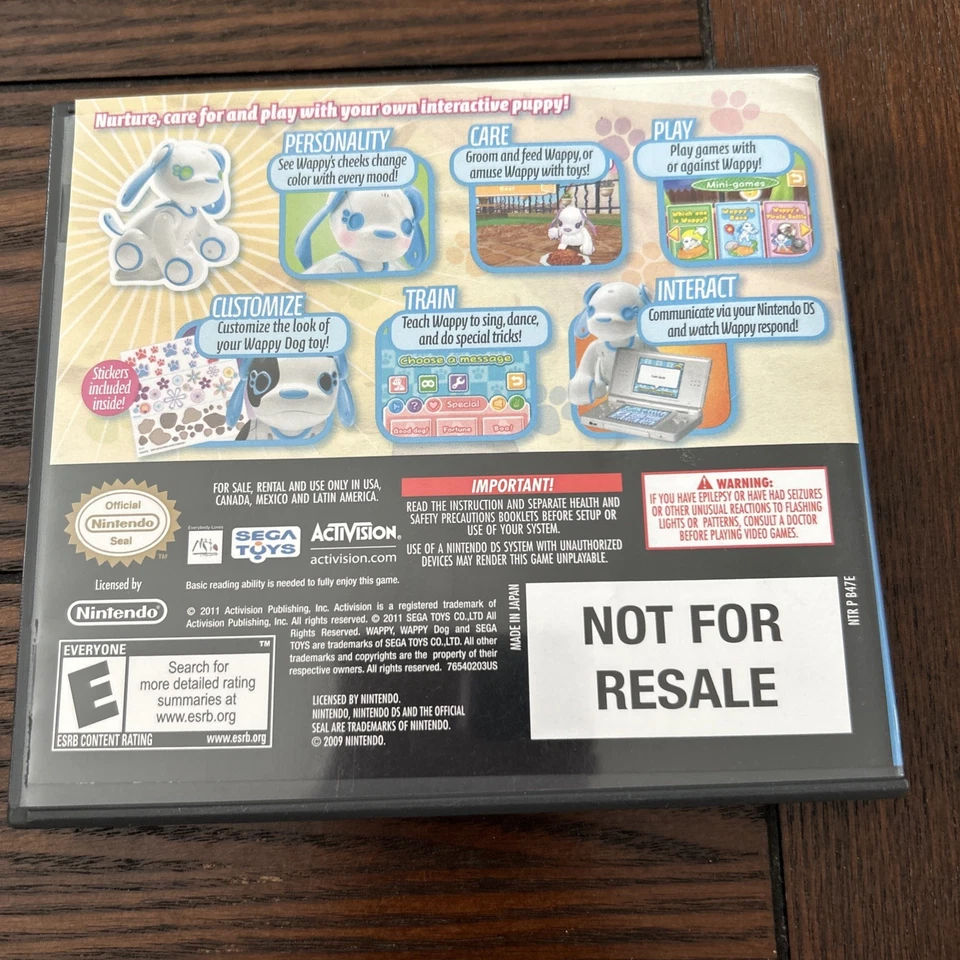 Nurture, care for and play with your own interactive puppy!
PERSONALITY
See Wappy's cheeks change
color with every mood!
CARE
Groom and feed Wappy, or
amuse Wappy with toys!
PLAY
Play games with
or against Wappy!
Mini-games
Which one
is Wappy?
Wappy's
Wappy's
CUSTOMIZE
Customize the look of
your Wappy Dog toy!
Stickers
included
inside!
TRAIN
Teach Wappy to sing, dance,
and do special tricks!
Choose a message
Special
Good dog!
Fortune
Boo!
INTERACT
Communicate via your Nintendo DS
and watch Wappy respond!
Official
Nintendo
Seal
TM
FOR SALE, RENTAL AND USE ONLY IN USA,
CANADA, MEXICO AND LATIN AMERICA.
Everybody Loves
SEGA
TOYS
ACTIVISION®
activision.com
Basic reading ability is needed to fully enjoy this game.
IMPORTANT!
READ THE INSTRUCTION AND SEPARATE HEALTH AND
SAFETY PRECAUTIONS BOOKLETS BEFORE SETUP OR
USE OF YOUR SYSTEM.
USE OF A NINTENDO DS SYSTEM WITH UNAUTHORIZED
DEVICES MAY RENDER THIS GAME UNPLAYABLE.
WARNING:
IF YOU HAVE EPILEPSY OR HAVE HAD SEIZURES
OR OTHER UNUSUAL REACTIONS TO FLASHING
LIGHTS OR PATTERNS, CONSULT A DOCTOR
BEFORE PLAYING VIDEO GAMES.
Licensed by
Nintendo®
© 2011 Activision Publishing, Inc. Activision is a registered trademark of
Activision Publishing, Inc. All rights reserved. © 2011 SEGA TOYS CO.,LTD All
Rights Reserved. WAPPY, WAPPY Dog and SEGA
TOYS are trademarks of SEGA TOYS CO.,LTD. All other
trademarks and copyrights are the property of their
respective owners. All rights reserved. 76540203US
EVERYONE
TM
E
Search for
more detailed rating
summaries at
www.esrb.org
ESRB CONTENT RATING
www.esrb.org
LICENSED BY NINTENDO.
NINTENDO, NINTENDO DS AND THE OFFICIAL
SEAL ARE TRADEMARKS OF NINTENDO.
© 2009 NINTENDO.
MADE IN JAPAN
NOT FOR
RESALE
NTR P B47E